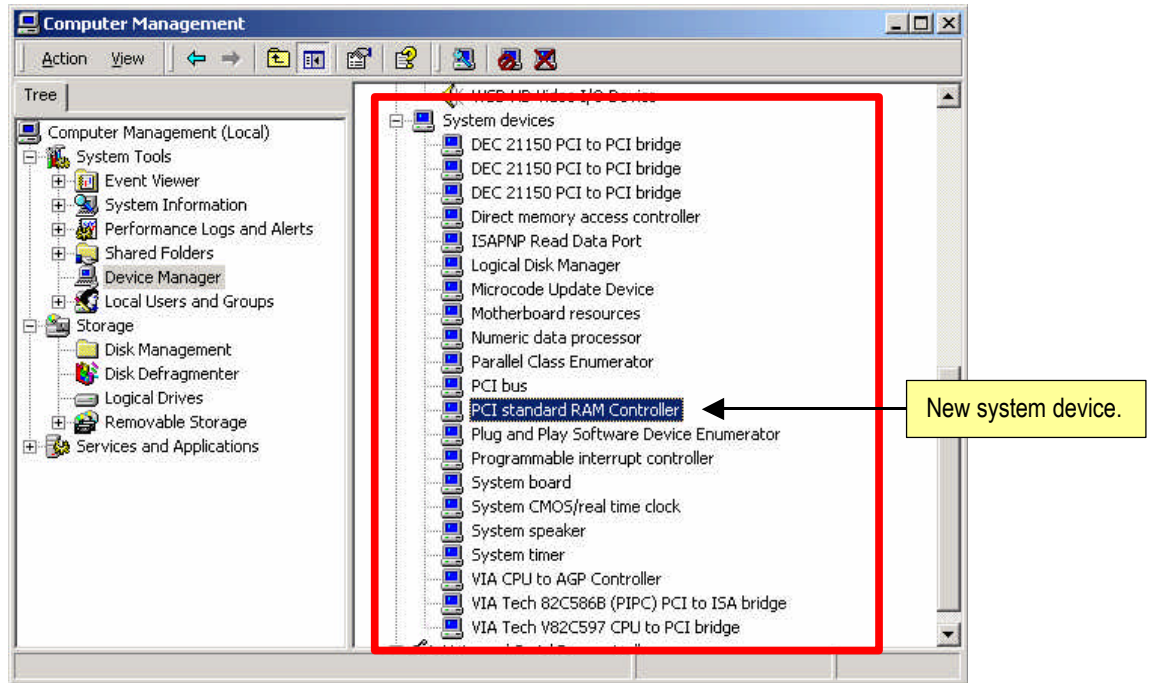 Computer Management
Action View
Tree
Computer Management (Local)
System Tools
Event Viewer
System Information
Performance Logs and Alerts
Shared Folders
Device Manager
Local Users and Groups
Storage
Disk Management
Disk Defragmenter
Logical Drives
Removable Storage
Services and Applications
Video I/O Device
System devices
DEC 21150 PCI to PCI bridge
DEC 21150 PCI to PCI bridge
DEC 21150 PCI to PCI bridge
Direct memory access controller
ISAPNP Read Data Port
Logical Disk Manager
Microcode Update Device
Motherboard resources
Numeric data processor
Parallel Class Enumerator
PCI bus
PCI standard RAM Controller
Plug and Play Software Device Enumerator
Programmable interrupt controller
System board
System CMOS/real time clock
System speaker
System timer
VIA CPU to AGP Controller
VIA Tech 82C586B (PIPC) PCI to ISA bridge
VIA Tech V82C597 CPU to PCI bridge
New system device.